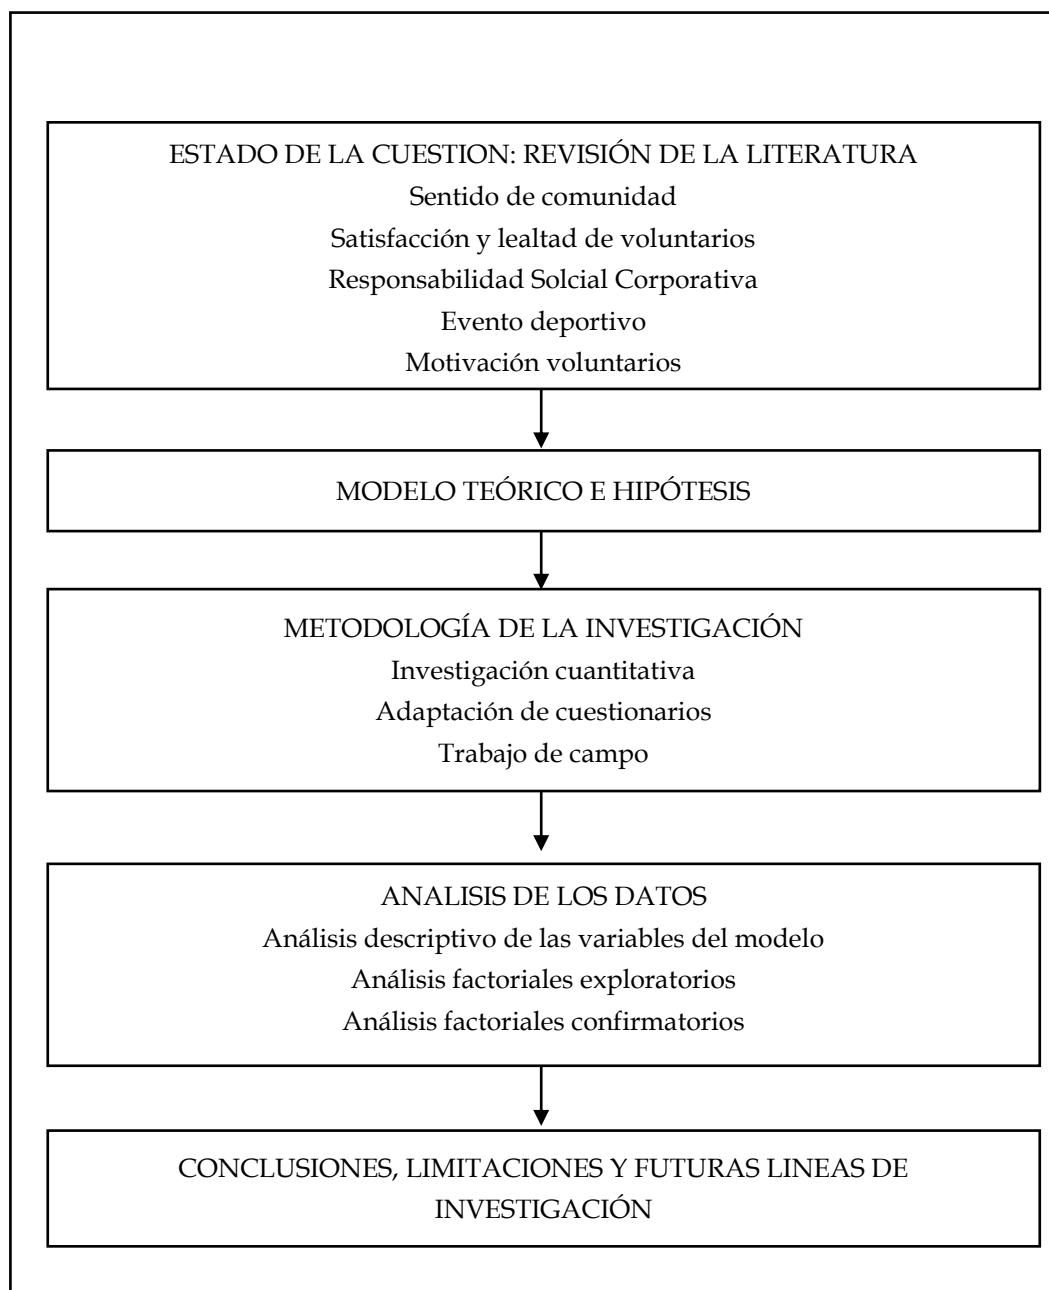 ESTADO DE LA CUESTION: REVISIÓN DE LA LITERATURA
Sentido de comunidad
Satisfacción y lealtad de voluntarios
Responsabilidad Solcial Corporativa
Evento deportivo
Motivación voluntarios
MODELO TEÓRICO E HIPÓTESIS
METODOLOGÍA DE LA INVESTIGACIÓN
Investigación cuantitativa
Adaptación de cuestionarios
Trabajo de campo
ANALISIS DE LOS DATOS
Análisis descriptivo de las variables del modelo
Análisis factoriales exploratorios
Análisis factoriales confirmatorios
CONCLUSIONES, LIMITACIONES Y FUTURAS LINEAS DE
INVESTIGACIÓN